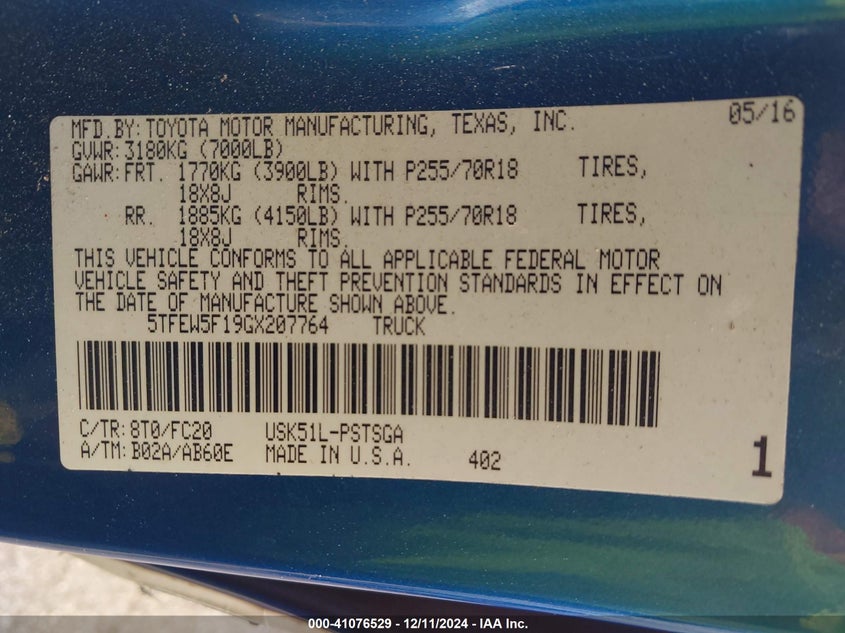 MFD.BY:TOYOTA MOTOR MANUFACTURING, TEXAS, INC. 05/16
GVWR:3180KG (7000LB)
GAWR:FRT. 1770KG (3900LB) WITH P255/70R18 TIRES,
18X8J RIMS.
RR. 1885KG (4150LB) WITH P255/70R18 TIRES,
18X8J RIMS.
THIS VEHICLE CONFORMS TO ALL APPLICABLE FEDERAL MOTOR
VEHICLE SAFETY AND THEFT PREVENTION STANDARDS IN EFFECT ON
THE DATE OF MANUFACTURE SHOWN ABOVE.
5TFEW5F19GX207764 TRUCK
C/TR:8T0/FC20 USK51L-PSTSGA
A/TM:B02A/AB60E MADE IN U.S.A. 402 1
000-41076529 - 12/11/2024 - IAA Inc.